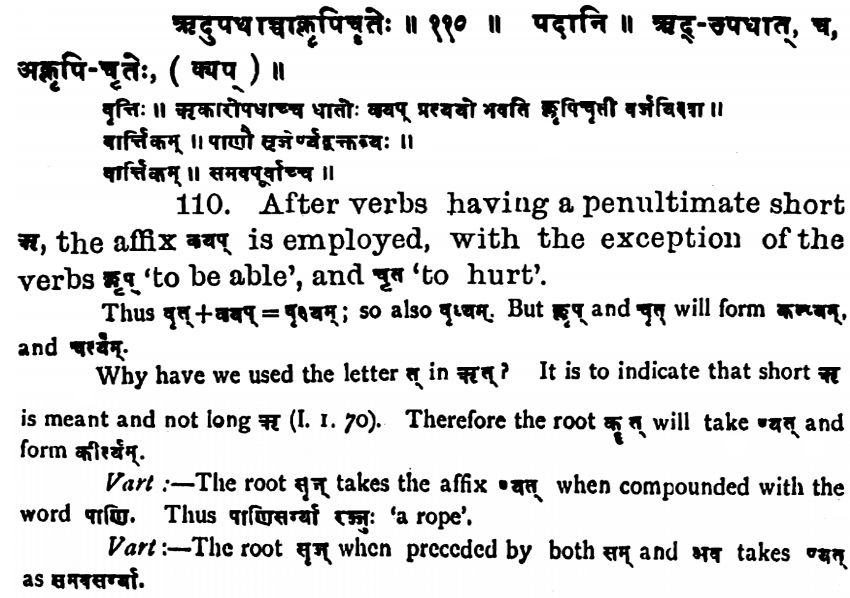 ऋदुपधाच्चाक्लृपिचृतेः ॥ ११० ॥ पदानि ॥ ऋद्-उपधात्, च,
अक्लृपि-चृतेः, ( क्यप् ) ॥
वृत्तिः ॥ ऋकारोपधाच्च धातोः क्यप् प्रत्ययो भवति क्लृपिचृती वर्जयित्वा ॥
वार्त्तिकम् ॥ पाणौ सृजेर्ण्यद्वक्तव्यः ॥
वार्त्तिकम् ॥ समवपूर्वाच्च ॥
110. After verbs having a penultimate short
ऋ, the affix क्यप् is employed, with the exception of the
verbs क्लृप् 'to be able', and चृत 'to hurt'.
Thus वृत्+क्यप्=वृत्यम्; so also वृध्यम्. But क्लृप् and चृत् will form कल्प्यम्,
and चर्त्यम्.
Why have we used the letter त् in ऋत्? It is to indicate that short ऋ
is meant and not long ॠ (I. 1. 70). Therefore the root कॄत् will take ण्यत् and
form कीर्त्यम्.
Vart :—The root सृज् takes the affix ण्यत् when compounded with the
word पाणि. Thus पाणिसर्ग्या रज्जुः 'a rope'.
Vart :—The root सृज् when preceded by both सम् and अव takes ण्यत्
as समवसर्ग्या.